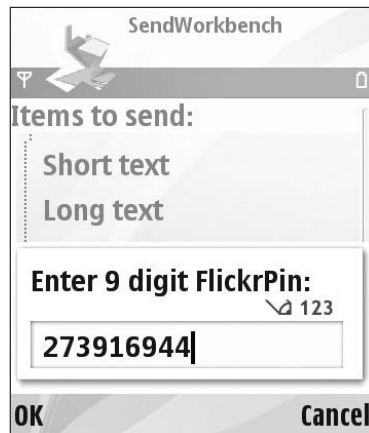 SendWorkbench
Items to send:
Short text
Long text
Enter 9 digit FlickrPin:
123
273916944
OK Cancel